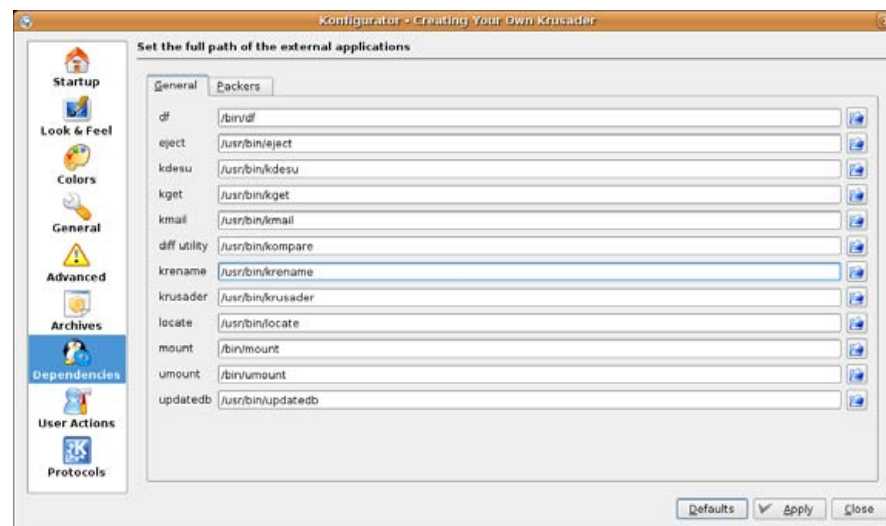 Konfigurator - Creating Your Own Krusader
Set the full path of the external applications
Startup
Look & Feel
Colors
General
Advanced
Archives
Dependencies
User Actions
Protocols
General Packers
df /bin/df
eject /usr/bin/eject
kdesu /usr/bin/kdesu
kget /usr/bin/kget
kmail /usr/bin/kmail
diff utility /usr/bin/kompare
krename /usr/bin/krename
krusader /usr/bin/krusader
locate /usr/bin/locate
mount /bin/mount
umount /bin/umount
updatedb /usr/bin/updatedb
Defaults Apply Close